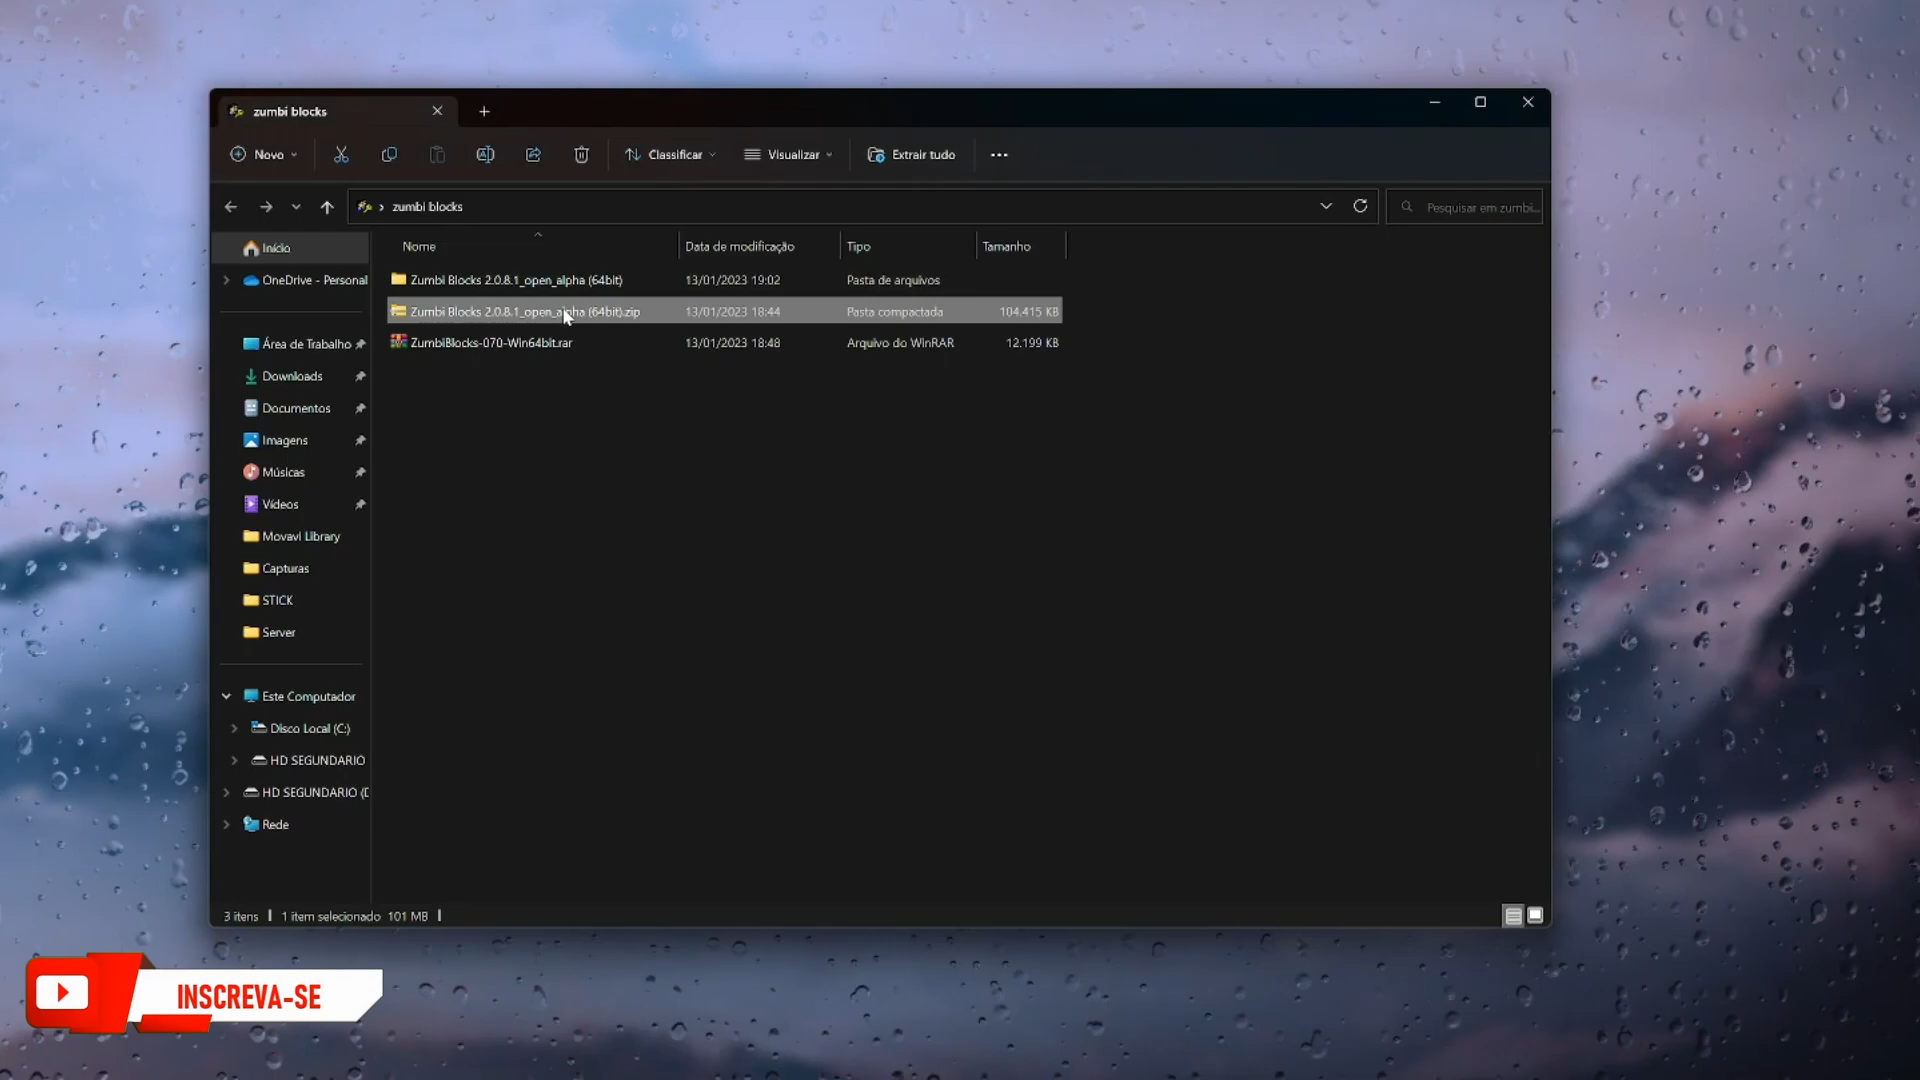 zumbi blocks
Novo
Classificar
Visualizar
Extrair tudo
zumbi blocks
Pesquisar em zumbi...
Nome
Data de modificação
Tipo
Tamanho
Zumbi Blocks 2.0.8.1_open_alpha (64bit)
13/01/2023 19:02
Pasta de arquivos
Zumbi Blocks 2.0.8.1_open_alpha (64bit).zip
13/01/2023 18:44
Pasta compactada
104.415 KB
ZumbiBlocks-070-Win64bit.rar
13/01/2023 18:48
Arquivo do WinRAR
12.199 KB
Início
OneDrive - Personal
Área de Trabalho
Downloads
Documentos
Imagens
Músicas
Vídeos
Movavi Library
Capturas
STICK
Server
Este Computador
Disco Local (C:)
HD SEGUNDARIO
HD SEGUNDARIO (D
Rede
3 itens
1 item selecionado 101 MB
INSCREVA-SE